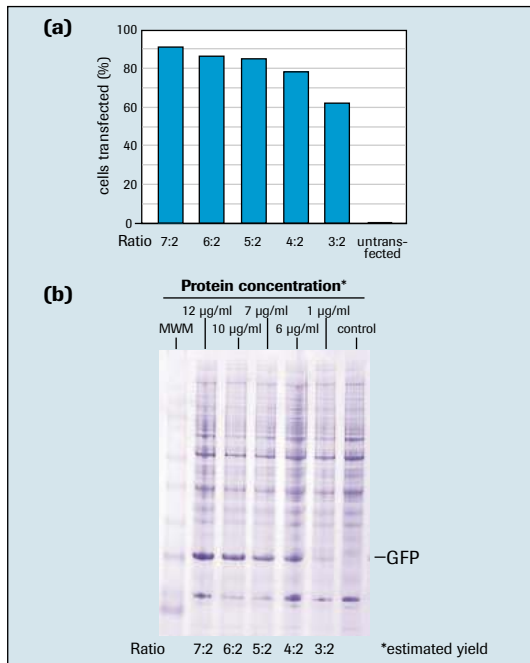 (a)
100
80
60
40
20
0
cells transfected (%)
Ratio 7:2 6:2 5:2 4:2 3:2 untrans-
fected
(b)
Protein concentration*
12 µg/ml 7 µg/ml 1 µg/ml
MWM 10 µg/ml 6 µg/ml control
–GFP
Ratio 7:2 6:2 5:2 4:2 3:2 *estimated yield